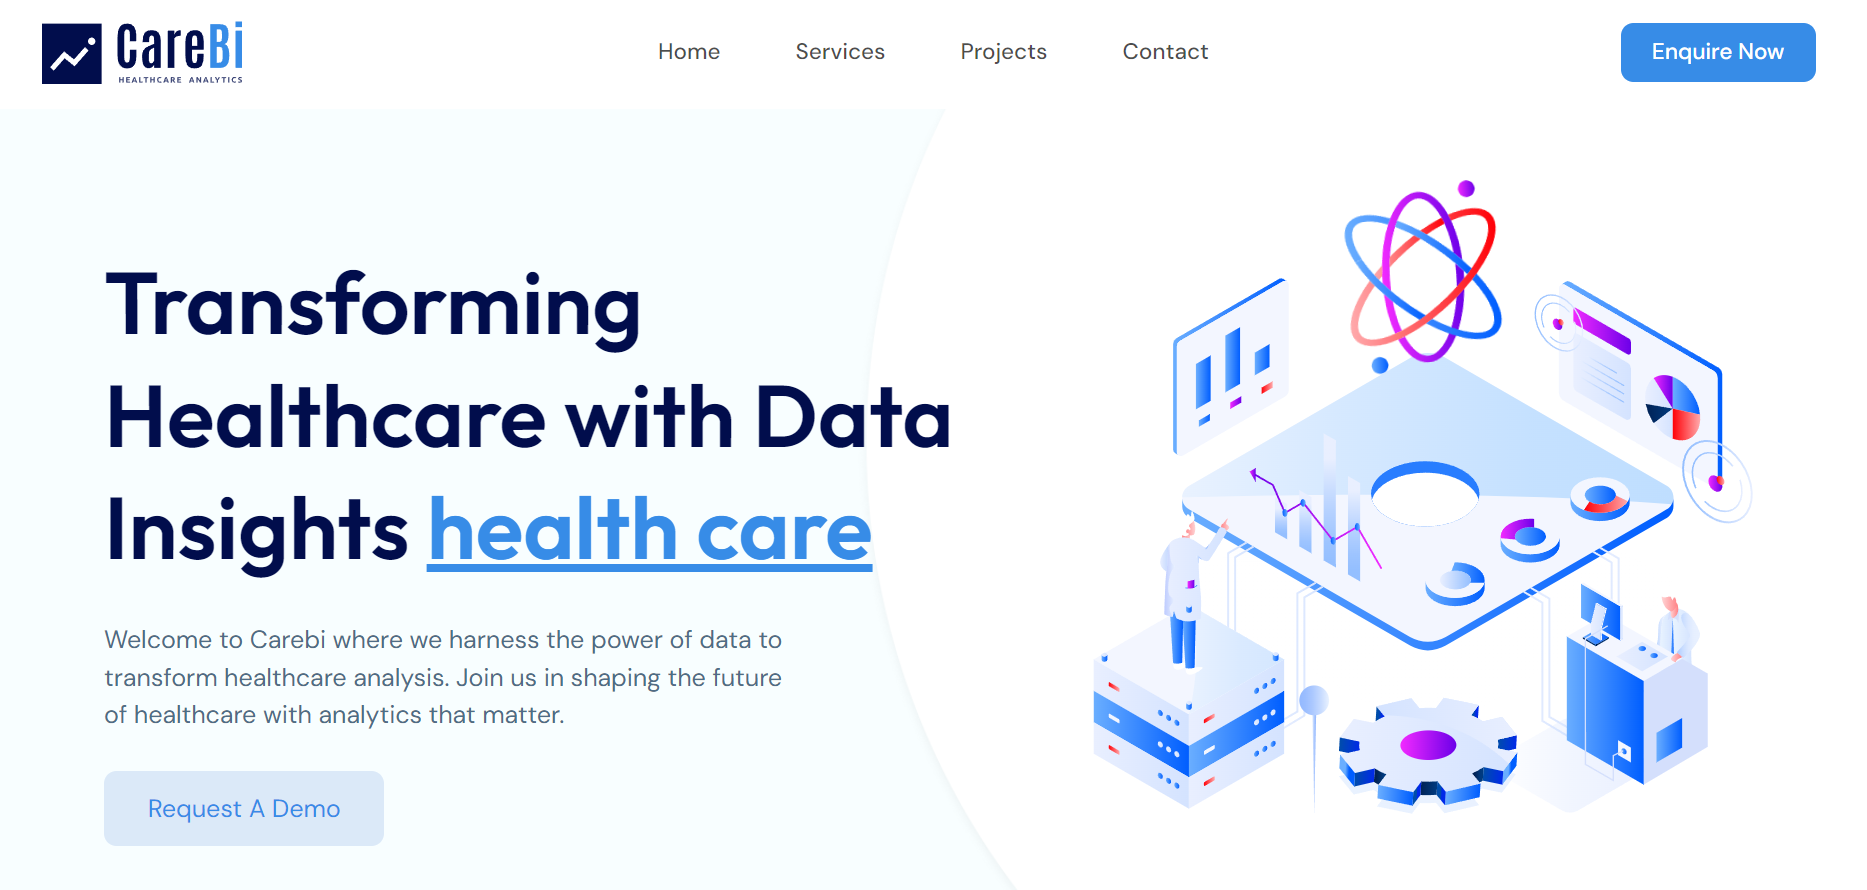 CareBi
HEALTHCARE ANALYTICS
Home
Services
Projects
Contact
Enquire Now
Transforming
Healthcare with Data
Insights health care
Welcome to Carebi where we harness the power of data to
transform healthcare analysis. Join us in shaping the future
of healthcare with analytics that matter.
Request A Demo